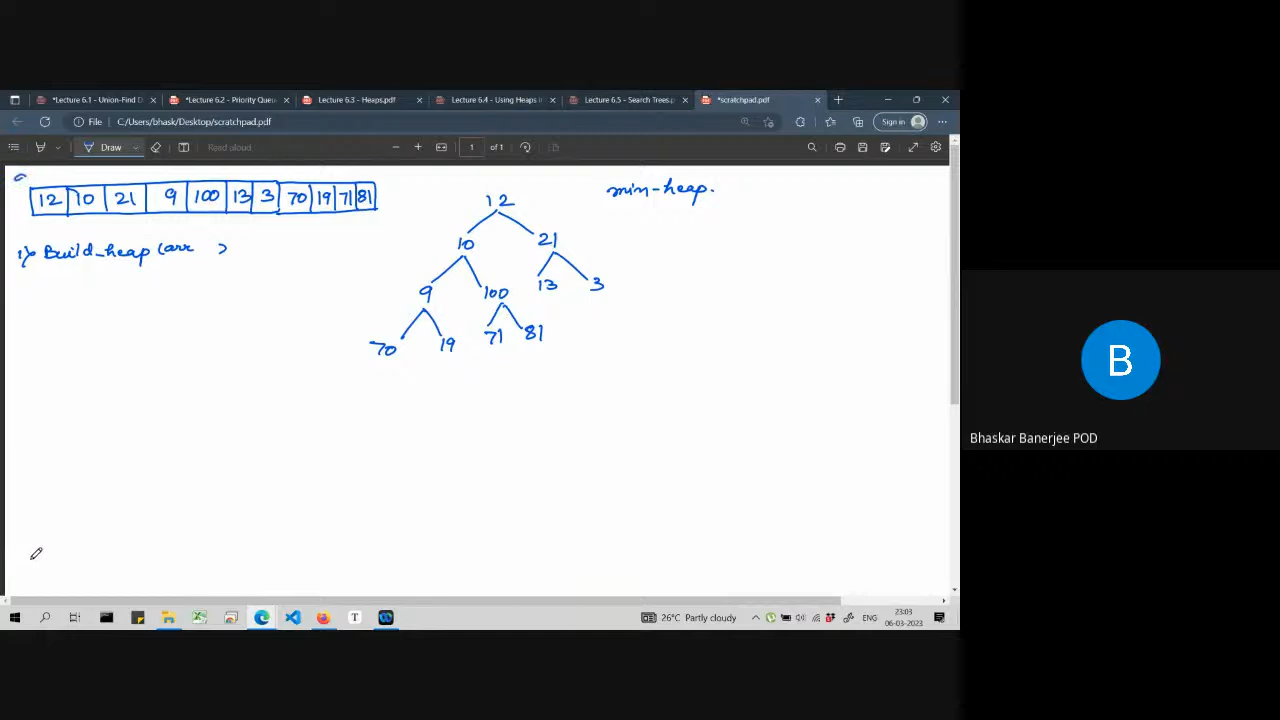 *Lecture 6.1 - Union-Find D
*Lecture 6.2 - Priority Queu
Lecture 6.3 - Heaps.pdf
Lecture 6.4 - Using Heaps i
Lecture 6.5 - Search Trees.p
*scratchpad.pdf
File C:/Users/bhask/Desktop/scratchpad.pdf
Sign in
Draw
Read aloud
1 of 1
12 10 21 9 100 13 3 70 19 71 81
1) Build_heap (arr )
12
10 21
9 100 13 3
70 19 71 81
min-heap.
B
Bhaskar Banerjee POD
26°C Partly cloudy
ENG
23:03
06-03-2023